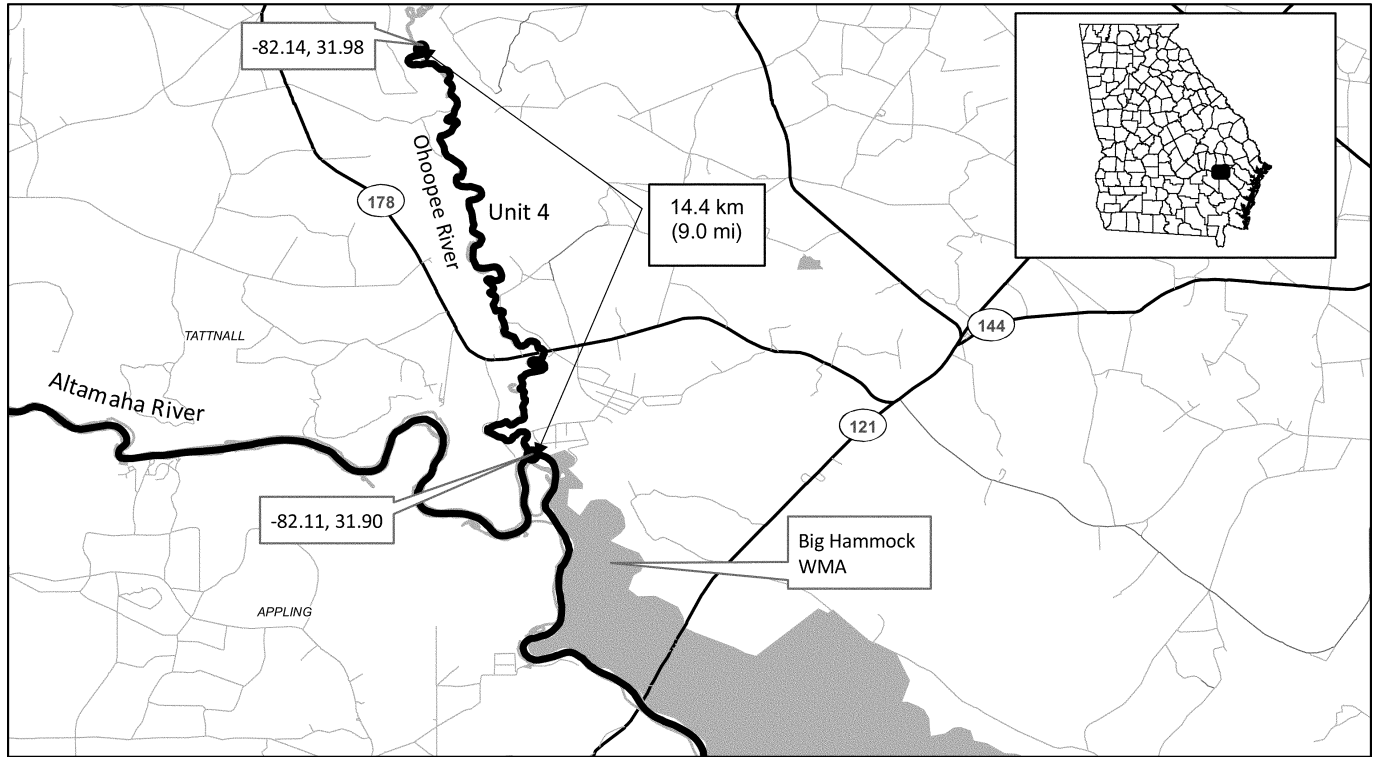 -82.14, 31.98
Ohoopee River
178
Unit 4
14.4 km
(9.0 mi)
144
TATTNALL
Altamaha River
121
-82.11, 31.90
Big Hammock
WMA
APPLING